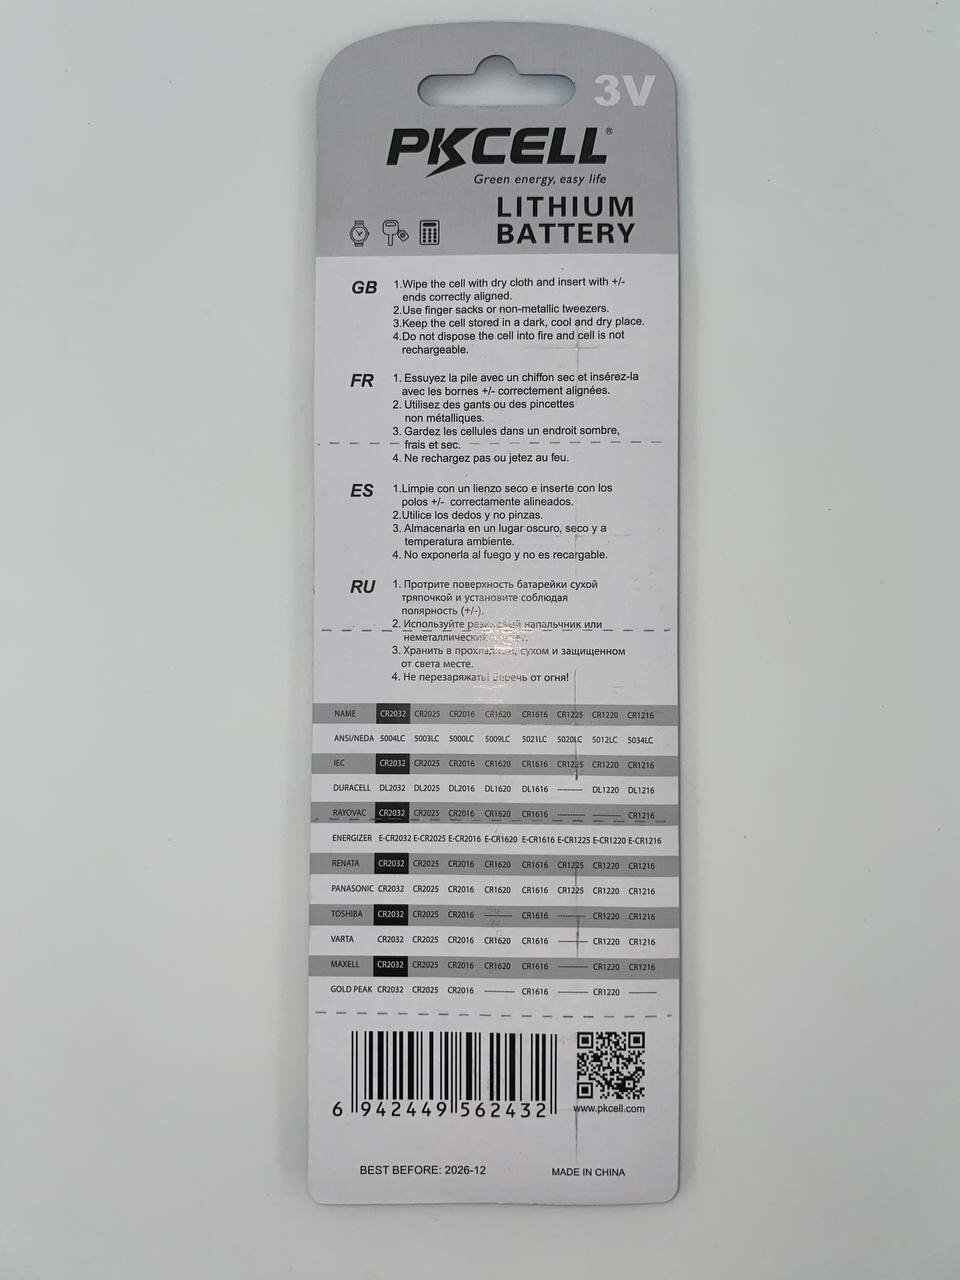 3V
PKCELL®
Green energy, easy life
LITHIUM
BATTERY
GB 1.Wipe the cell with dry cloth and insert with +/-
ends correctly aligned.
2.Use finger sacks or non-metallic tweezers.
3.Keep the cell stored in a dark, cool and dry place.
4.Do not dispose the cell into fire and cell is not
rechargeable.
FR 1. Essuyez la pile avec un chiffon sec et insérez-la
avec les bornes +/- correctement alignées.
2. Utilisez des gants ou des pincettes
non métalliques.
3. Gardez les cellules dans un endroit sombre,
frais et sec.
4. Ne rechargez pas ou jetez au feu.
ES 1.Limpie con un lienzo seco e inserte con los
polos +/- correctamente alineados.
2.Utilice los dedos y no pinzas.
3. Almacenarla en un lugar oscuro, seco y a
temperatura ambiente.
4. No exponerla al fuego y no es recargable.
RU 1. Протрите поверхность батарейки сухой
тряпочкой и установите соблюдая
полярность (+/-).
2. Используйте резиновый напальчник или
неметаллический
3. Хранить в прохладном, сухом и защищенном
от света месте.
4. Не перезаряжать! Беречь от огня!
NAME CR2032 CR2025 CR2016 CR1620 CR1616 CR1225 CR1220 CR1216
ANSI/NEDA 5004LC 5003LC 5000LC 5009LC 5021LC 5020LC 5012LC 5034LC
IEC CR2032 CR2025 CR2016 CR1620 CR1616 CR1225 CR1220 CR1216
DURACELL DL2032 DL2025 DL2016 DL1620 DL1616 -------- DL1220 DL1216
RAYOVAC CR2032 CR2025 CR2016 CR1620 CR1616 -------- -------- CR1216
ENERGIZER E-CR2032 E-CR2025 E-CR2016 E-CR1620 E-CR1616 E-CR1225 E-CR1220 E-CR1216
RENATA CR2032 CR2025 CR2016 CR1620 CR1616 CR1225 CR1220 CR1216
PANASONIC CR2032 CR2025 CR2016 CR1620 CR1616 CR1225 CR1220 CR1216
TOSHIBA CR2032 CR2025 CR2016 -------- CR1616 -------- CR1220 CR1216
VARTA CR2032 CR2025 CR2016 CR1620 CR1616 -------- CR1220 CR1216
MAXELL CR2032 CR2025 CR2016 CR1620 CR1616 -------- CR1220 CR1216
GOLD PEAK CR2032 CR2025 CR2016 -------- CR1616 -------- CR1220 --------
6 942449 562432
www.pkcell.com
BEST BEFORE: 2026-12 MADE IN CHINA